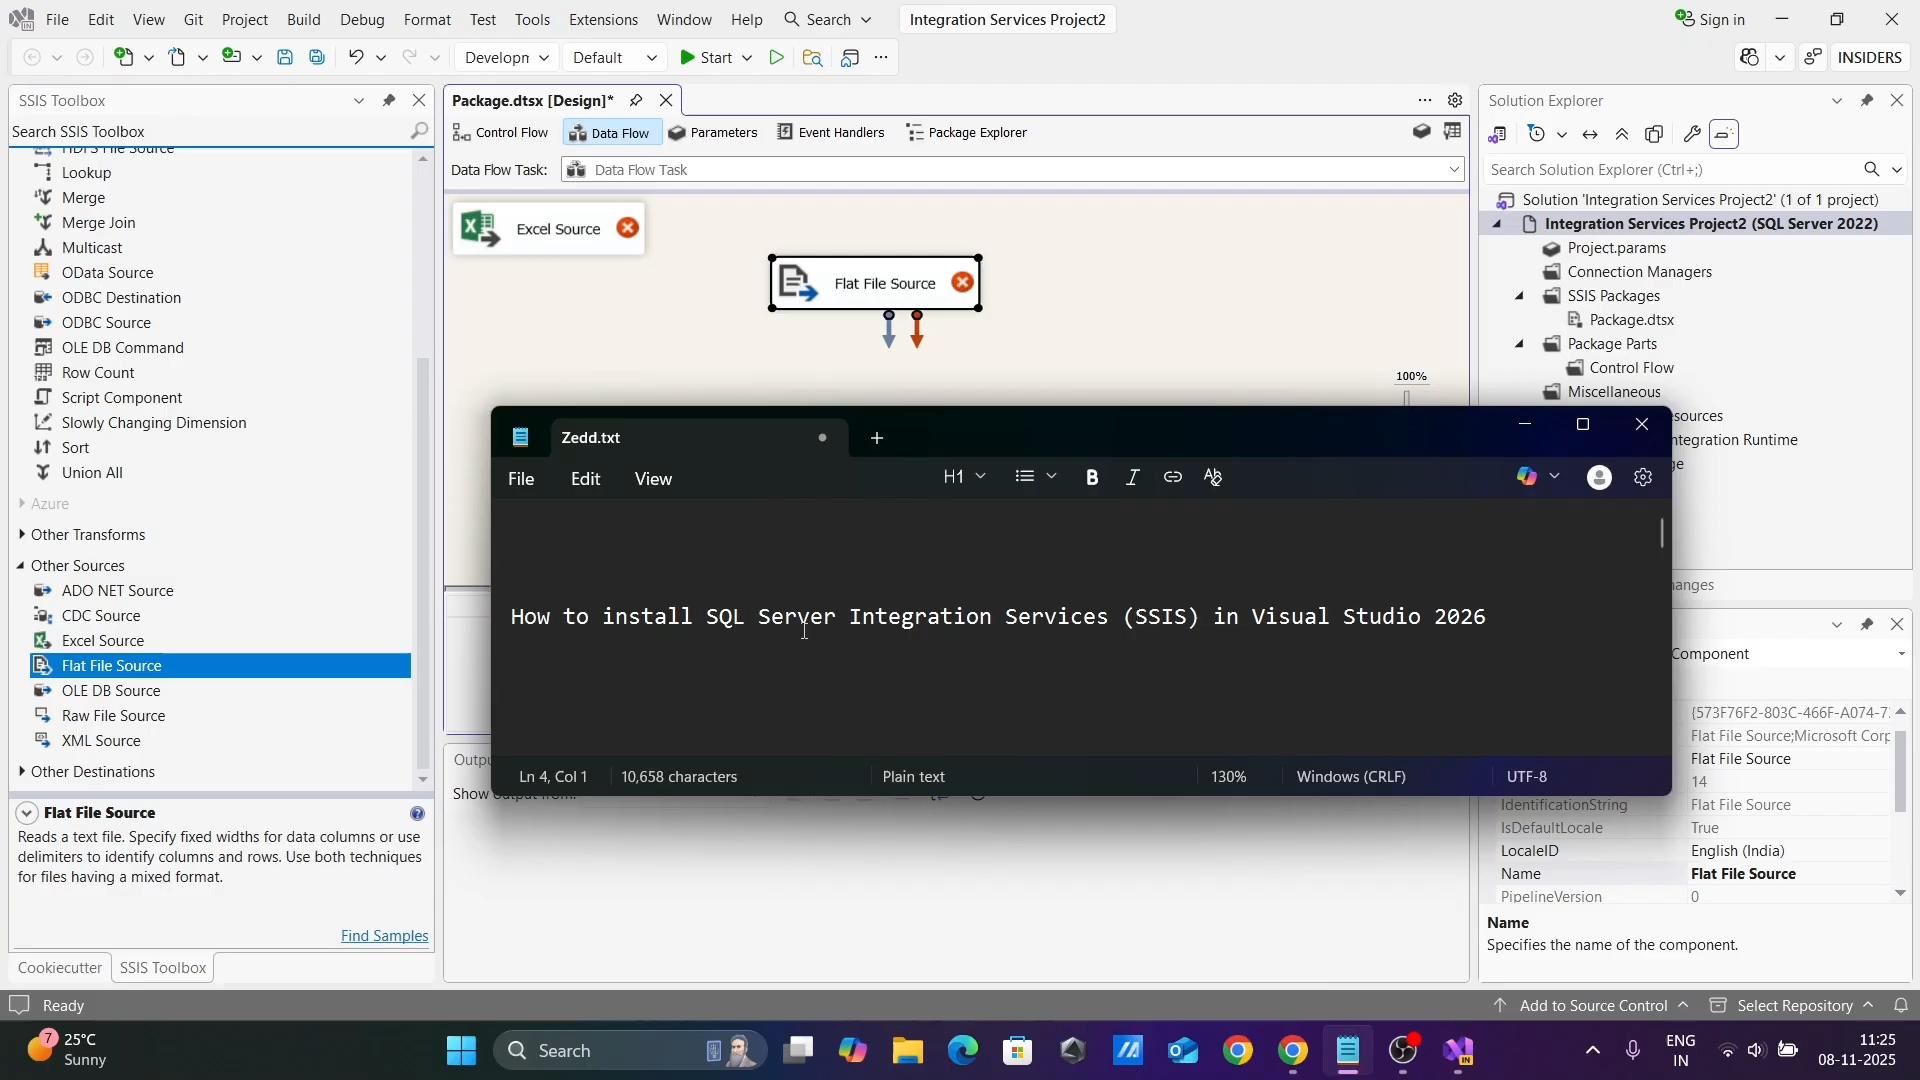 File Edit View Git Project Build Debug Format Test Tools Extensions Window Help Search Integration Services Project2 Sign in
Developn Default Start INSIDERS
SSIS Toolbox
Search SSIS Toolbox
HDFS File Source
Lookup
Merge
Merge Join
Multicast
OData Source
ODBC Destination
ODBC Source
OLE DB Command
Row Count
Script Component
Slowly Changing Dimension
Sort
Union All
Azure
Other Transforms
Other Sources
ADO NET Source
CDC Source
Excel Source
Flat File Source
OLE DB Source
Raw File Source
XML Source
Other Destinations
Flat File Source
Reads a text file. Specify fixed widths for data columns or use
delimiters to identify columns and rows. Use both techniques
for files having a mixed format.
Find Samples
Cookiecutter SSIS Toolbox
Package.dtsx [Design]*
Control Flow Data Flow Parameters Event Handlers Package Explorer
Data Flow Task: Data Flow Task
Excel Source
Flat File Source
100%
Zedd.txt
File Edit View H1
How to install SQL Server Integration Services (SSIS) in Visual Studio 2026
Ln 4, Col 1 10,658 characters Plain text 130% Windows (CRLF) UTF-8
Solution Explorer
Search Solution Explorer (Ctrl+;)
Solution 'Integration Services Project2' (1 of 1 project)
Integration Services Project2 (SQL Server 2022)
Project.params
Connection Managers
SSIS Packages
Package.dtsx
Package Parts
Control Flow
Miscellaneous
esources
ntegration Runtime
Component
{573F76F2-803C-466F-A074-7
Flat File Source;Microsoft Corp
Flat File Source
14
IdentificationString Flat File Source
IsDefaultLocale True
LocaleID English (India)
Name Flat File Source
PipelineVersion 0
Name
Specifies the name of the component.
Ready Add to Source Control Select Repository
7 25°C
Sunny
Search
ENG
IN
11:25
08-11-2025